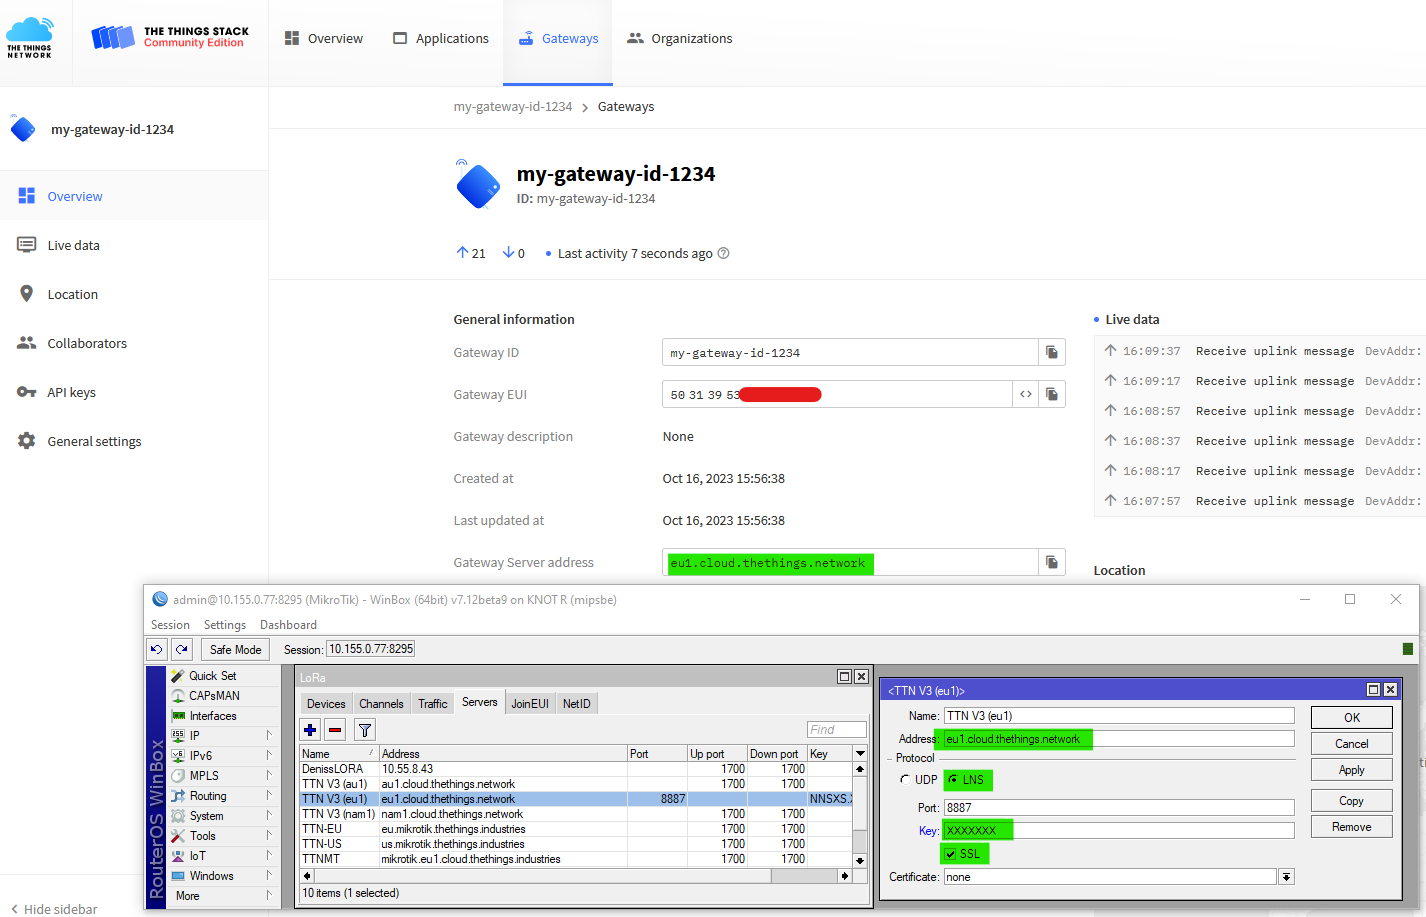 THE THINGS
NETWORK
THE THINGS STACK
Community Edition
Overview
Applications
Gateways
Organizations
my-gateway-id-1234
Overview
Live data
Location
Collaborators
API keys
General settings
Hide sidebar
my-gateway-id-1234 > Gateways
my-gateway-id-1234
ID: my-gateway-id-1234
21 0 • Last activity 7 seconds ago
General information
Gateway ID my-gateway-id-1234
Gateway EUI 50 31 39 53 <>
Gateway description None
Created at Oct 16, 2023 15:56:38
Last updated at Oct 16, 2023 15:56:38
Gateway Server address eu1.cloud.thethings.network
• Live data
16:09:37 Receive uplink message DevAddr:
16:09:17 Receive uplink message DevAddr:
16:08:57 Receive uplink message DevAddr:
16:08:37 Receive uplink message DevAddr:
16:08:17 Receive uplink message DevAddr:
16:07:57 Receive uplink message DevAddr:
Location
admin@10.155.0.77:8295 (MikroTik) - WinBox (64bit) v7.12beta9 on KNOT R (mipsbe)
Session Settings Dashboard
Safe Mode Session: 10.155.0.77:8295
RouterOS WinBox
Quick Set
CAPsMAN
Interfaces
IP
IPv6
MPLS
Routing
System
Tools
IoT
Windows
More
LoRa
Devices Channels Traffic Servers JoinEUI NetID
Find
Name Address Port Up port Down port Key
DenissLORA 10.55.8.43 1700 1700
TTN V3 (au1) au1.cloud.thethings.network 1700 1700
TTN V3 (eu1) eu1.cloud.thethings.network 8887 NNSXS.
TTN V3 (nam1) nam1.cloud.thethings.network 1700 1700
TTN-EU eu.mikrotik.thethings.industries 1700 1700
TTN-US us.mikrotik.thethings.industries 1700 1700
TTNMT mikrotik.eu1.cloud.thethings.industries 1700 1700
10 items (1 selected)
<TTN V3 (eu1)>
Name: TTN V3 (eu1)
Address: eu1.cloud.thethings.network
Protocol
UDP LNS
Port: 8887
Key: XXXXXXX
SSL
Certificate: none
OK
Cancel
Apply
Copy
Remove